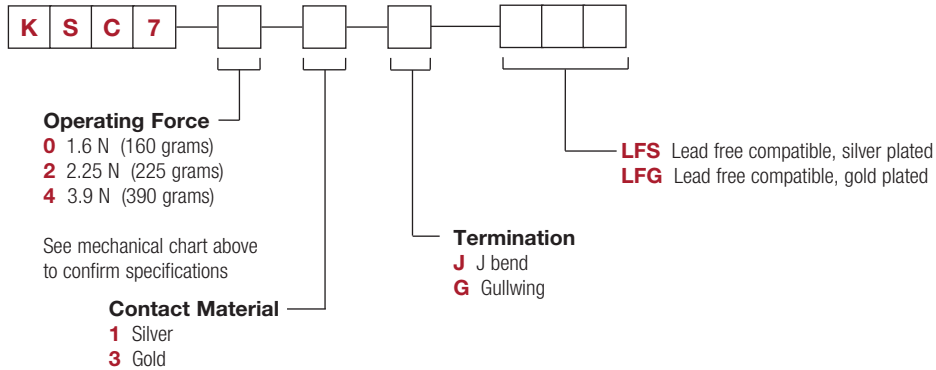 K S C 7
Operating Force
0 1.6 N (160 grams)
2 2.25 N (225 grams)
4 3.9 N (390 grams)
See mechanical chart above
to confirm specifications
Contact Material
1 Silver
3 Gold
Termination
J J bend
G Gullwing
LFS Lead free compatible, silver plated
LFG Lead free compatible, gold plated